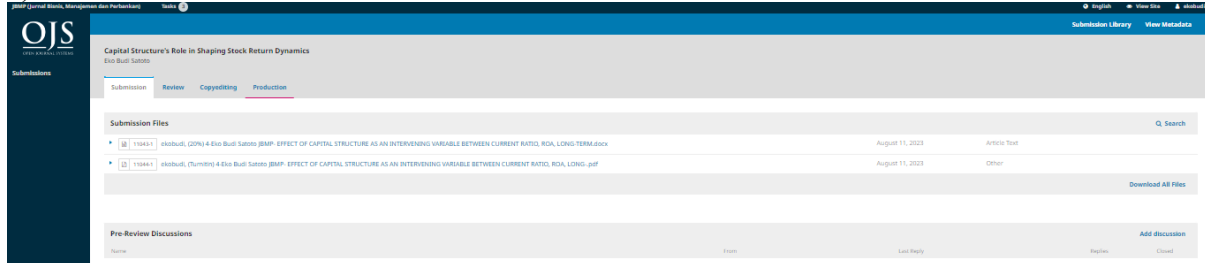 JBMP (Jurnal Bisnis, Manajaman dan Perbankan) Tasks 2 English View Site ekobudi
OJS
OPEN JOURNAL SYSTEMS
Submission Library View Metadata
Submissions
Capital Structure's Role in Shaping Stock Return Dynamics
Eko Budi Satoto
Submission Review Copyediting Production
Submission Files Search
11043-1 ekobudi, (20%) 4-Eko Budi Satoto JBMP- EFFECT OF CAPITAL STRUCTURE AS AN INTERVENING VARIABLE BETWEEN CURRENT RATIO, ROA, LONG-TERM.docx August 11, 2023 Article Text
11044-1 ekobudi, (Turnitin) 4-Eko Budi Satoto JBMP- EFFECT OF CAPITAL STRUCTURE AS AN INTERVENING VARIABLE BETWEEN CURRENT RATIO, ROA, LONG-.pdf August 11, 2023 Other
Download All Files
Pre-Review Discussions Add discussion
Name From Last Reply Replies Closed